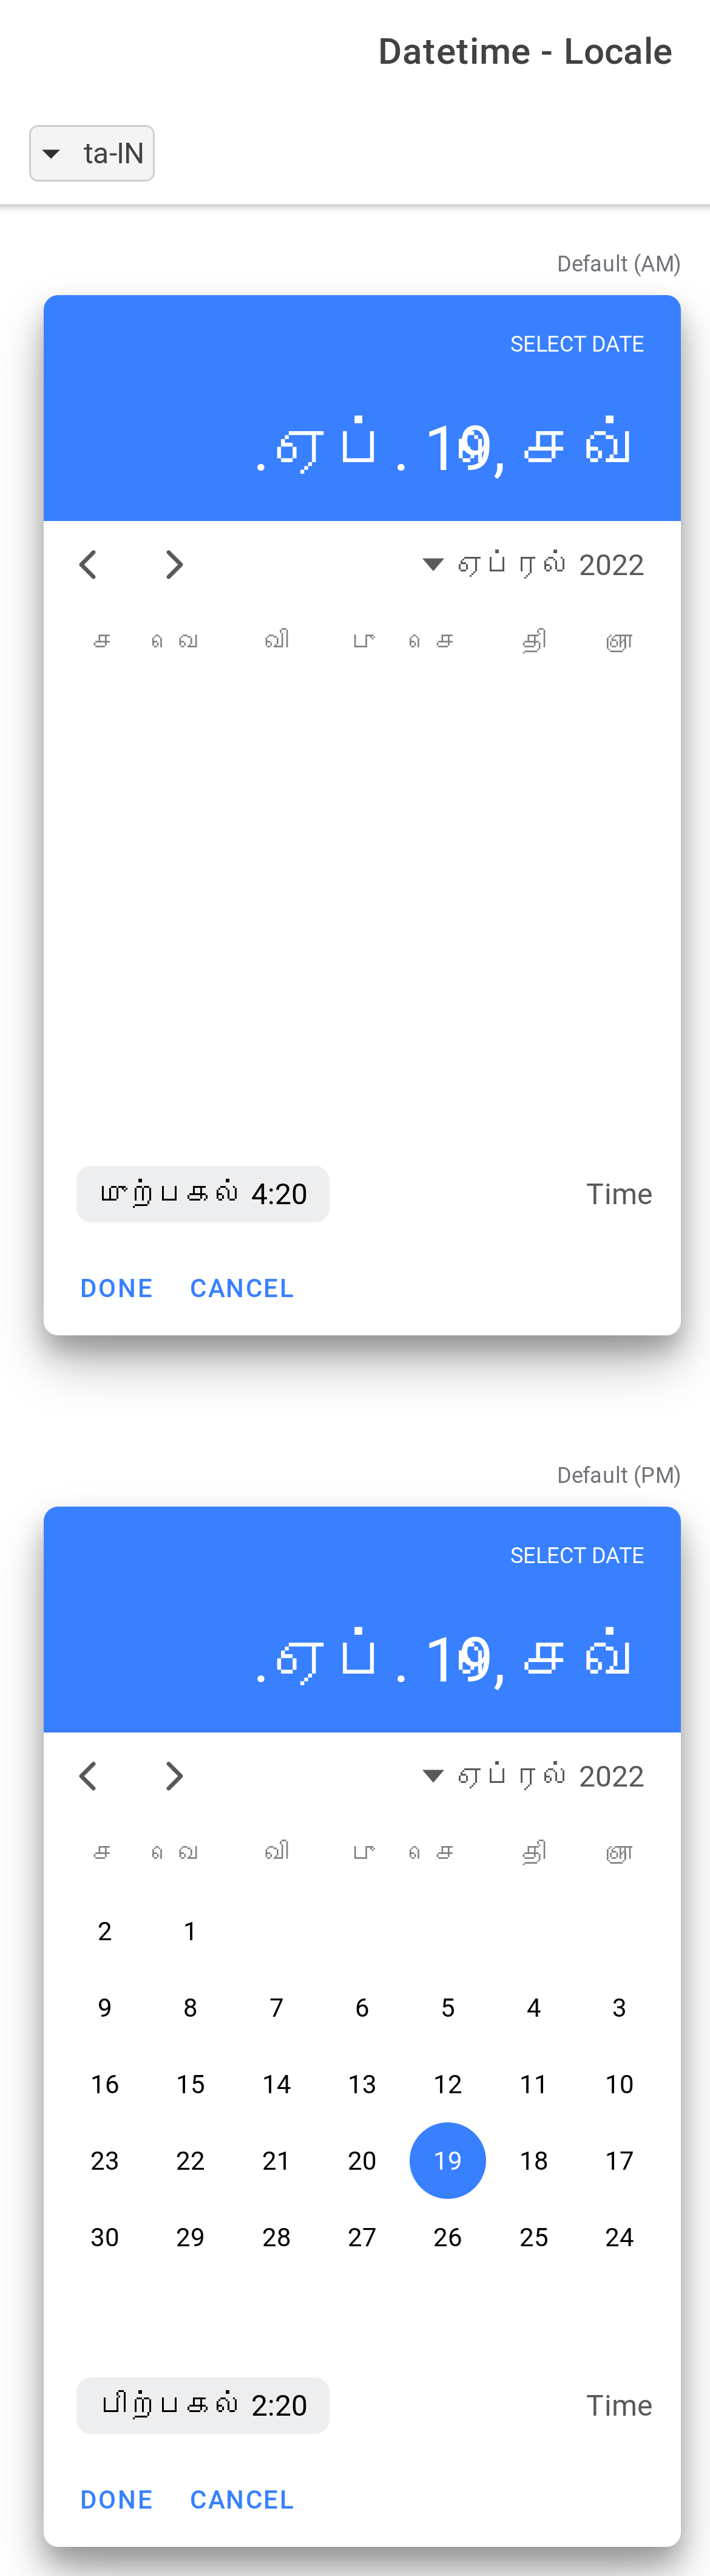 Datetime - Locale
ta-IN
Default (AM)
SELECT DATE
.ஏப். 19, செவ்
ஏப்ரல் 2022
ச வெ வி பு செ தி ஞா
முற்பகல் 4:20 Time
DONE CANCEL
Default (PM)
SELECT DATE
.ஏப். 19, செவ்
ஏப்ரல் 2022
ச வெ வி பு செ தி ஞா
2 1
9 8 7 6 5 4 3
16 15 14 13 12 11 10
23 22 21 20 19 18 17
30 29 28 27 26 25 24
பிற்பகல் 2:20 Time
DONE CANCEL